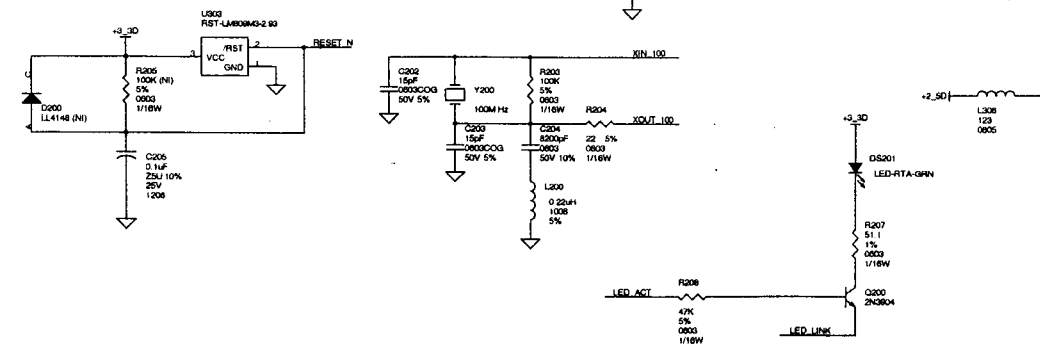 U303
RST-LM809M3-2.93
+3_3D
3
VCC
/RST
2
RESET_N
GND
1
R205
100K (NI)
5%
0603
1/16W
C
D200
LL4148 (NI)
A
C205
0.1uF
Z5U 10%
25V
1206
XIN_100
C202
15pF
0603COG
50V 5%
Y200
100M Hz
R203
100K
5%
0603
1/16W
R204
XOUT_100
22 5%
0603
1/16W
C203
15pF
0603COG
50V 5%
C204
8200pF
0603
50V 10%
L200
0.22uH
1008
5%
+2_5D
L306
123
0805
+3_3D
DS201
LED-RTA-GRN
R207
51.1
1%
0603
1/16W
R208
LED_ACT
47K
5%
0603
1/16W
Q200
2N3904
LED_LINK